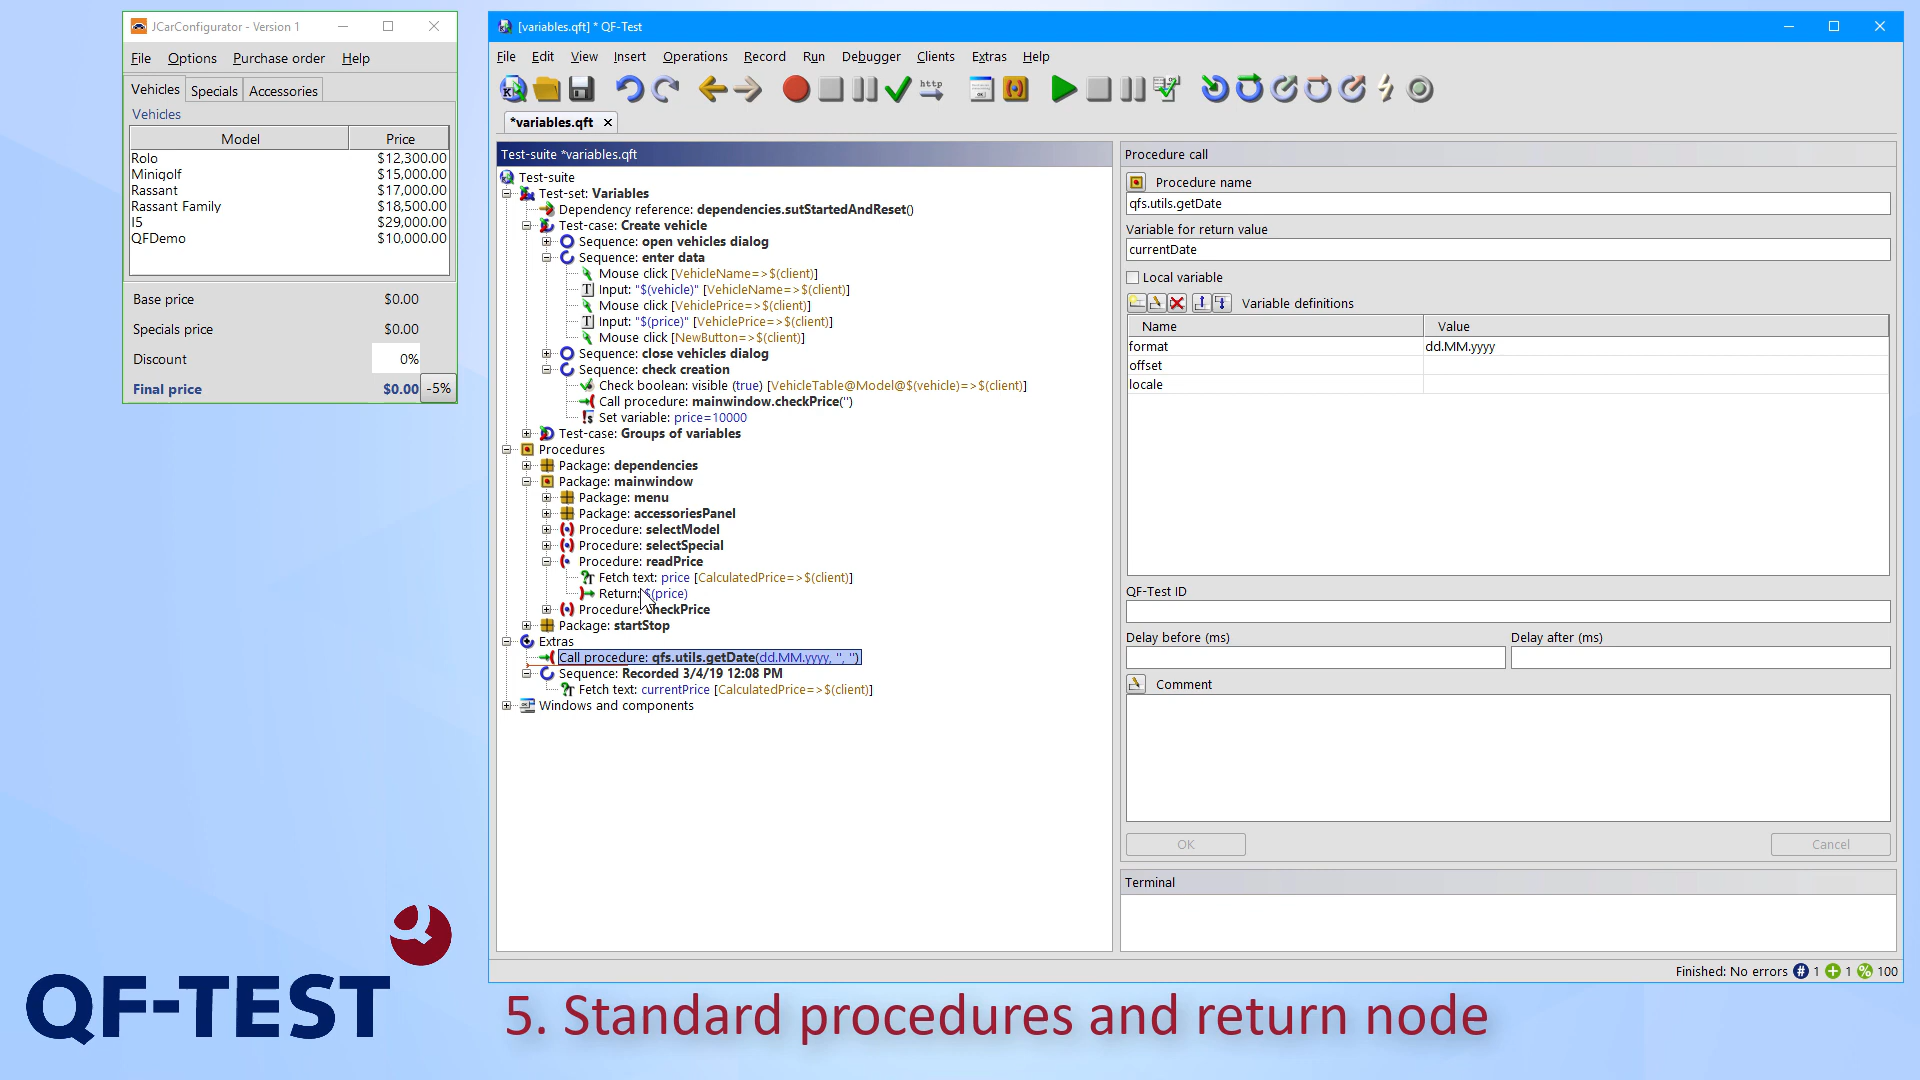 JCarConfigurator - Version 1
File Options Purchase order Help
Vehicles Specials Accessories
Vehicles
Model Price
Rolo $12,300.00
Minigolf $15,000.00
Rassant $17,000.00
Rassant Family $18,500.00
I5 $29,000.00
QFDemo $10,000.00
Base price $0.00
Specials price $0.00
Discount 0%
Final price $0.00 -5%
[variables.qft] * QF-Test
File Edit View Insert Operations Record Run Debugger Clients Extras Help
http
*variables.qft
Test-suite *variables.qft
Test-suite
Test-set: Variables
Dependency reference: dependencies.sutStartedAndReset()
Test-case: Create vehicle
Sequence: open vehicles dialog
Sequence: enter data
Mouse click [VehicleName=>$(client)]
Input: "$(vehicle)" [VehicleName=>$(client)]
Mouse click [VehiclePrice=>$(client)]
Input: "$(price)" [VehiclePrice=>$(client)]
Mouse click [NewButton=>$(client)]
Sequence: close vehicles dialog
Sequence: check creation
Check boolean: visible (true) [VehicleTable@Model@$(vehicle)=>$(client)]
Call procedure: mainwindow.checkPrice('')
Set variable: price=10000
Test-case: Groups of variables
Procedures
Package: dependencies
Package: mainwindow
Package: menu
Package: accessoriesPanel
Procedure: selectModel
Procedure: selectSpecial
Procedure: readPrice
Fetch text: price [CalculatedPrice=>$(client)]
Return: $(price)
Procedure: checkPrice
Package: startStop
Extras
Call procedure: qfs.utils.getDate(dd.MM.yyyy, '', '')
Sequence: Recorded 3/4/19 12:08 PM
Fetch text: currentPrice [CalculatedPrice=>$(client)]
Windows and components
Procedure call
Procedure name
qfs.utils.getDate
Variable for return value
currentDate
Local variable
Variable definitions
Name Value
format dd.MM.yyyy
offset
locale
QF-Test ID
Delay before (ms) Delay after (ms)
Comment
OK Cancel
Terminal
Finished: No errors # 1 1 % 100
QF-TEST
5. Standard procedures and return node